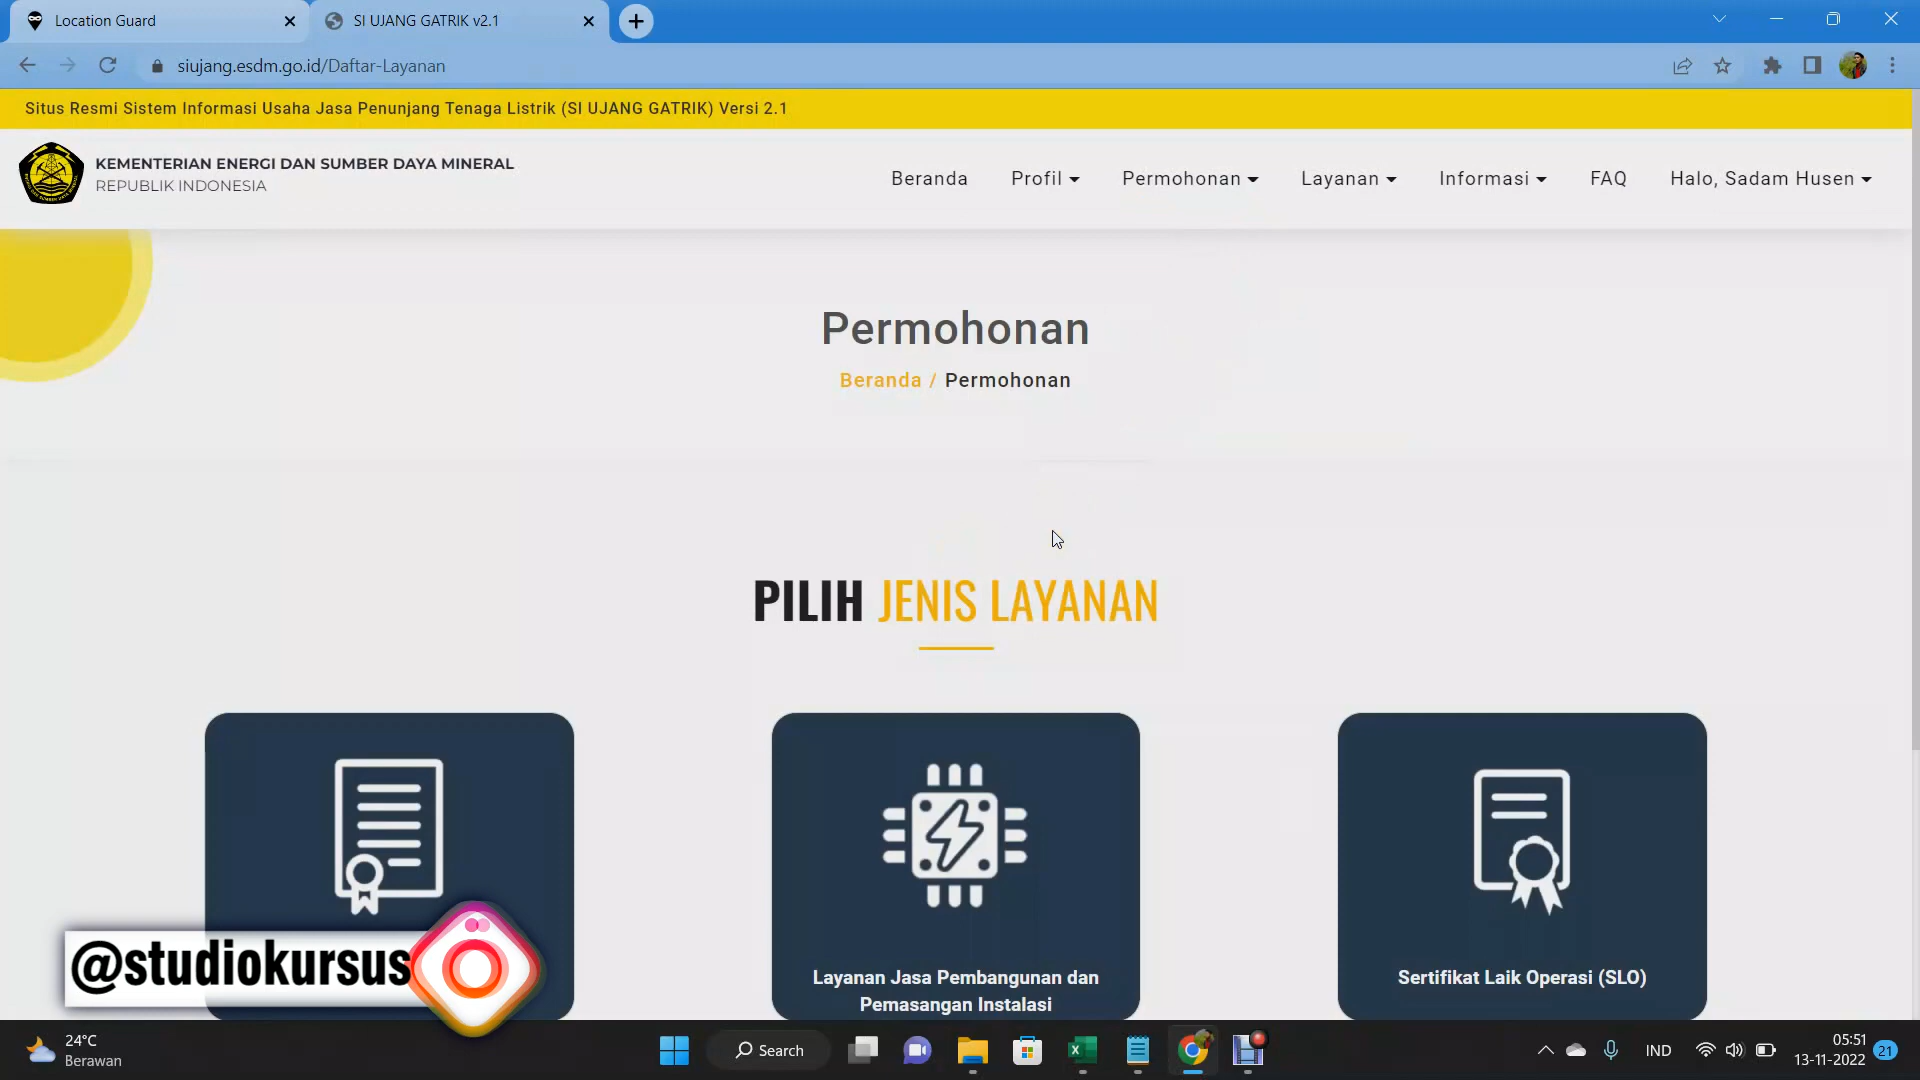 Location Guard
SI UJANG GATRIK v2.1
siujang.esdm.go.id/Daftar-Layanan
Situs Resmi Sistem Informasi Usaha Jasa Penunjang Tenaga Listrik (SI UJANG GATRIK) Versi 2.1
KEMENTERIAN ENERGI DAN SUMBER DAYA MINERAL
REPUBLIK INDONESIA
Beranda
Profil
Permohonan
Layanan
Informasi
FAQ
Halo, Sadam Husen
Permohonan
Beranda / Permohonan
PILIH JENIS LAYANAN
Layanan Jasa Pembangunan dan
Pemasangan Instalasi
Sertifikat Laik Operasi (SLO)
@studiokursus
24°C
Berawan
Search
IND
05:51
13-11-2022
21